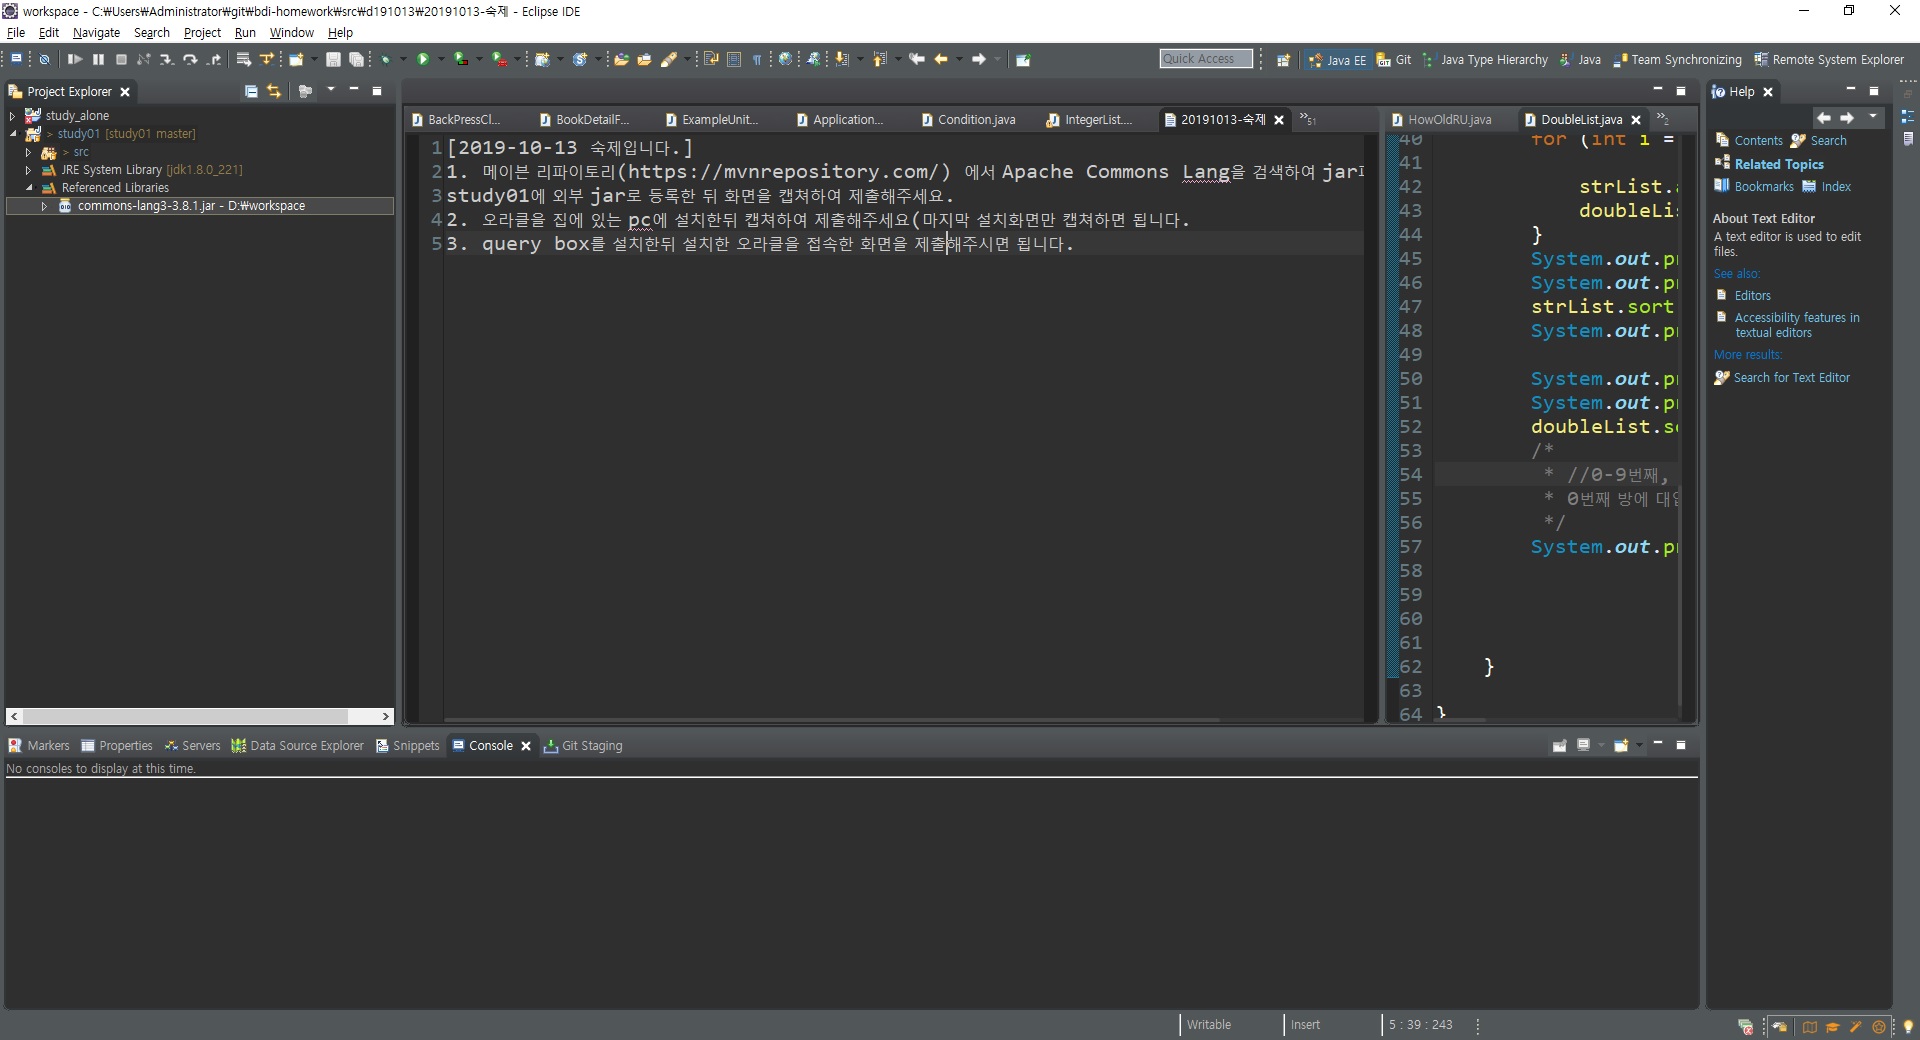 workspace - C:₩Users₩Administrator₩git₩bdi-homework₩src₩d191013₩20191013-숙제 - Eclipse IDE
File Edit Navigate Search Project Run Window Help
Quick Access
Java EE Git Java Type Hierarchy Java Team Synchronizing Remote System Explorer
Project Explorer
study_alone
> study01 [study01 master]
> src
JRE System Library [jdk1.8.0_221]
Referenced Libraries
commons-lang3-3.8.1.jar - D:₩workspace
BackPressCl... BookDetailF... ExampleUnit... Application... Condition.java IntegerList.... 20191013-숙제 »51
1 [2019-10-13 숙제입니다.]
2 1. 메이븐 리파이토리(https://mvnrepository.com/) 에서 Apache Commons Lang을 검색하여 jar
3 study01에 외부 jar로 등록한 뒤 화면을 캡쳐하여 제출해주세요.
4 2. 오라클을 집에 있는 pc에 설치한뒤 캡쳐하여 제출해주세요(마지막 설치화면만 캡쳐하면 됩니다.
5 3. query box를 설치한뒤 설치한 오라클을 접속한 화면을 제출해주시면 됩니다.
HowOldRU.java DoubleList.java »2
40 for (int i =
41
42 strList.
43 doubleLi
44 }
45 System.out.p
46 System.out.p
47 strList.sort
48 System.out.p
49
50 System.out.p
51 System.out.p
52 doubleList.s
53 /*
54 * //0-9번째,
55 * 0번째 방에
56 */
57 System.out.p
58
59
60
61
62 }
63
64 }
Help
Contents Search
Related Topics
Bookmarks Index
About Text Editor
A text editor is used to edit
files.
See also:
Editors
Accessibility features in
textual editors
More results:
Search for Text Editor
Markers Properties Servers Data Source Explorer Snippets Console Git Staging
No consoles to display at this time.
Writable Insert 5 : 39 : 243